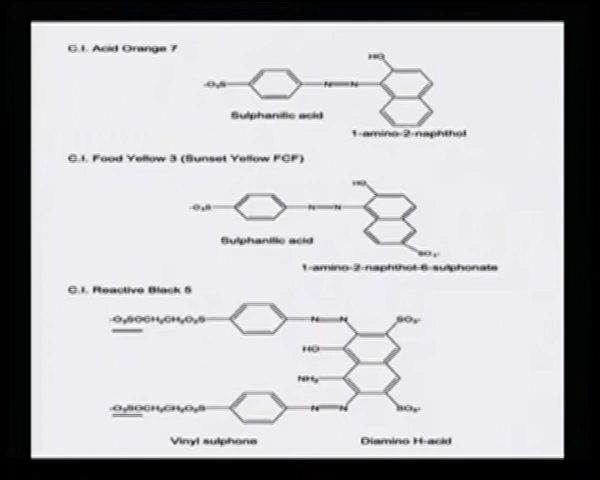 C.I. Acid Orange 7
HO
-O₃S N=N
Sulphanilic acid
1-amino-2-naphthol
C.I. Food Yellow 3 (Sunset Yellow FCF)
HO
-O₃S N=N
SO₃-
Sulphanilic acid
1-amino-2-naphthol-6-sulphonate
C.I. Reactive Black 5
-O₃SOCH₂CH₂O₂S N=N SO₃-
HO
NH₂
-O₃SOCH₂CH₂O₂S N=N SO₃-
Vinyl sulphone Diamino H-acid